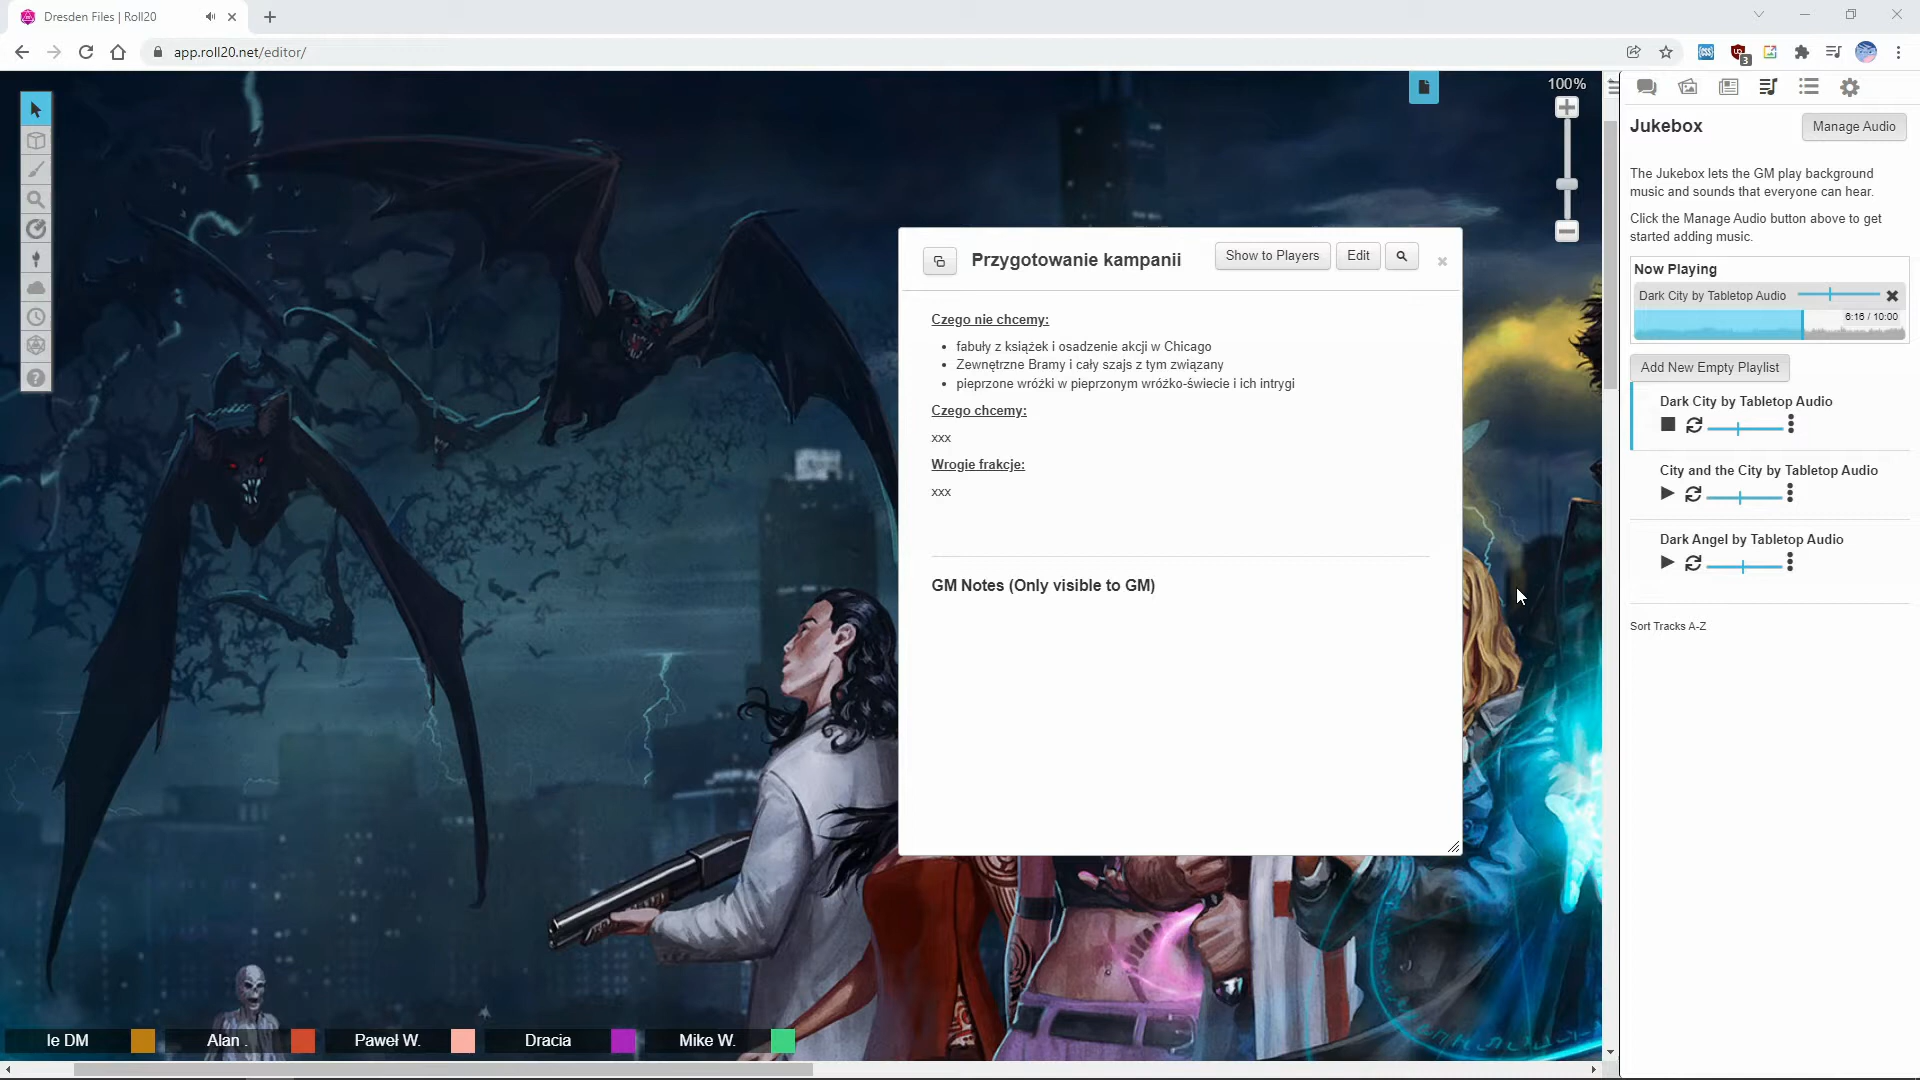 Dresden Files | Roll20
app.roll20.net/editor/
3
100%
Jukebox
Manage Audio
The Jukebox lets the GM play background
music and sounds that everyone can hear.
Click the Manage Audio button above to get
started adding music.
Now Playing
Dark City by Tabletop Audio
6:16 / 10:00
Add New Empty Playlist
Dark City by Tabletop Audio
City and the City by Tabletop Audio
Dark Angel by Tabletop Audio
Sort Tracks A-Z
Przygotowanie kampanii
Show to Players
Edit
Czego nie chcemy:
• fabuły z książek i osadzenie akcji w Chicago
• Zewnętrzne Bramy i cały szajs z tym związany
• pieprzone wróżki w pieprzonym wróżko-świecie i ich intrygi
Czego chcemy:
xxx
Wrogie frakcje:
xxx
GM Notes (Only visible to GM)
le DM
Alan .
Paweł W.
Dracia
Mike W.